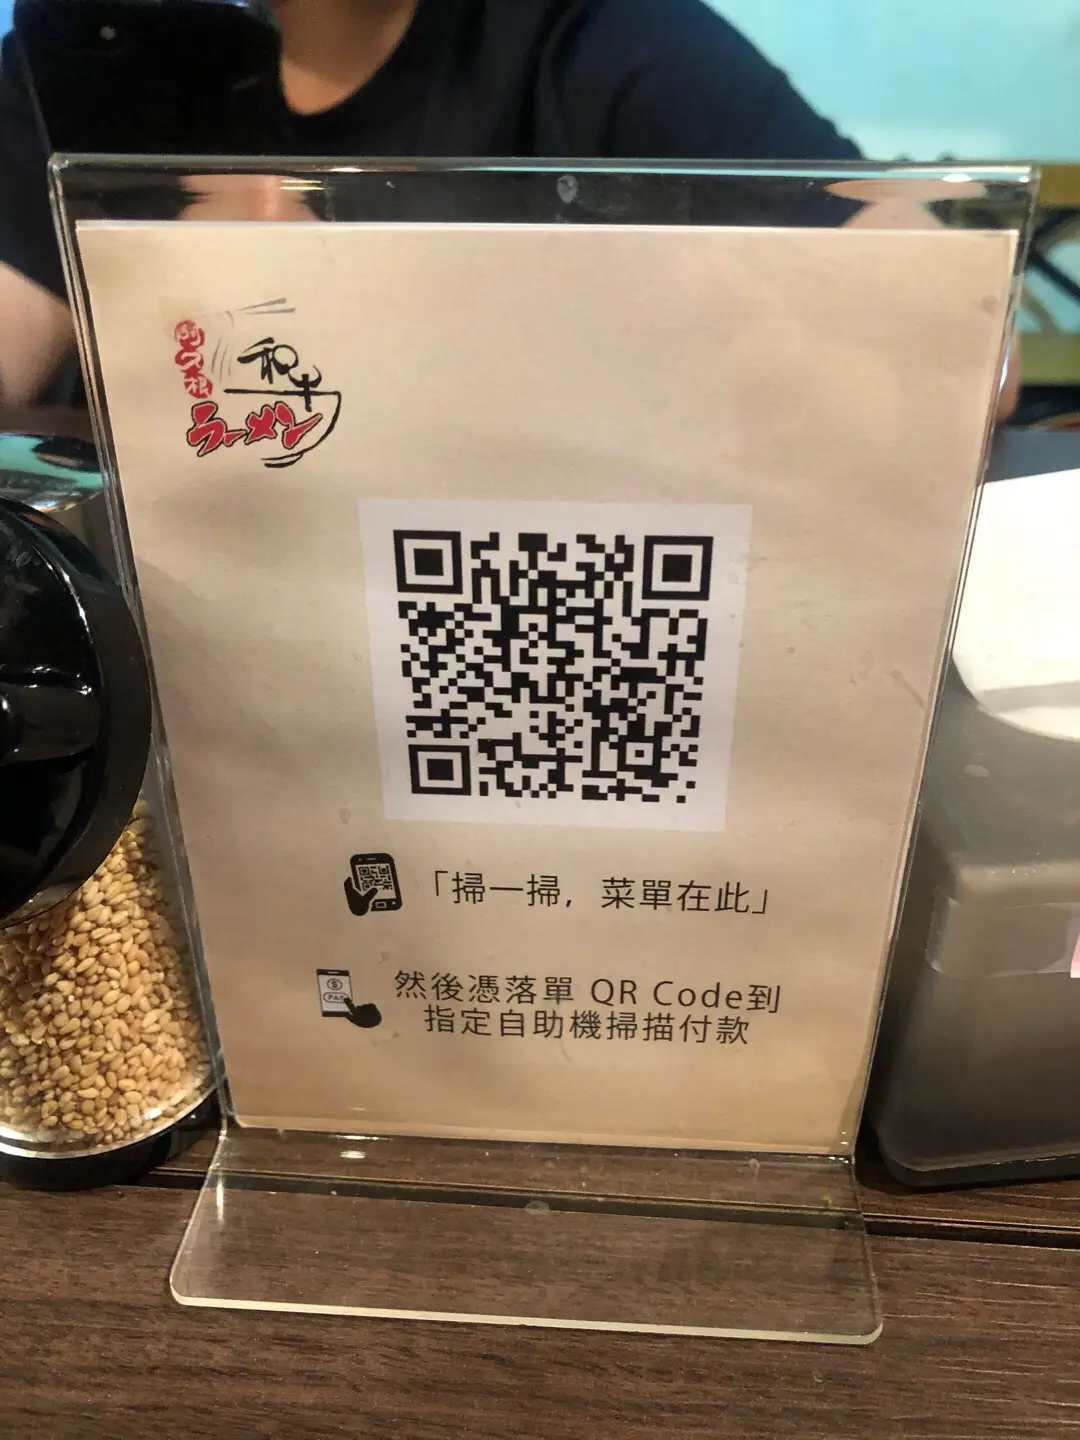 和牛
ラーメン
「掃一掃，菜單在此」
PAY
然後憑落單 QR Code到
指定自助機掃描付款